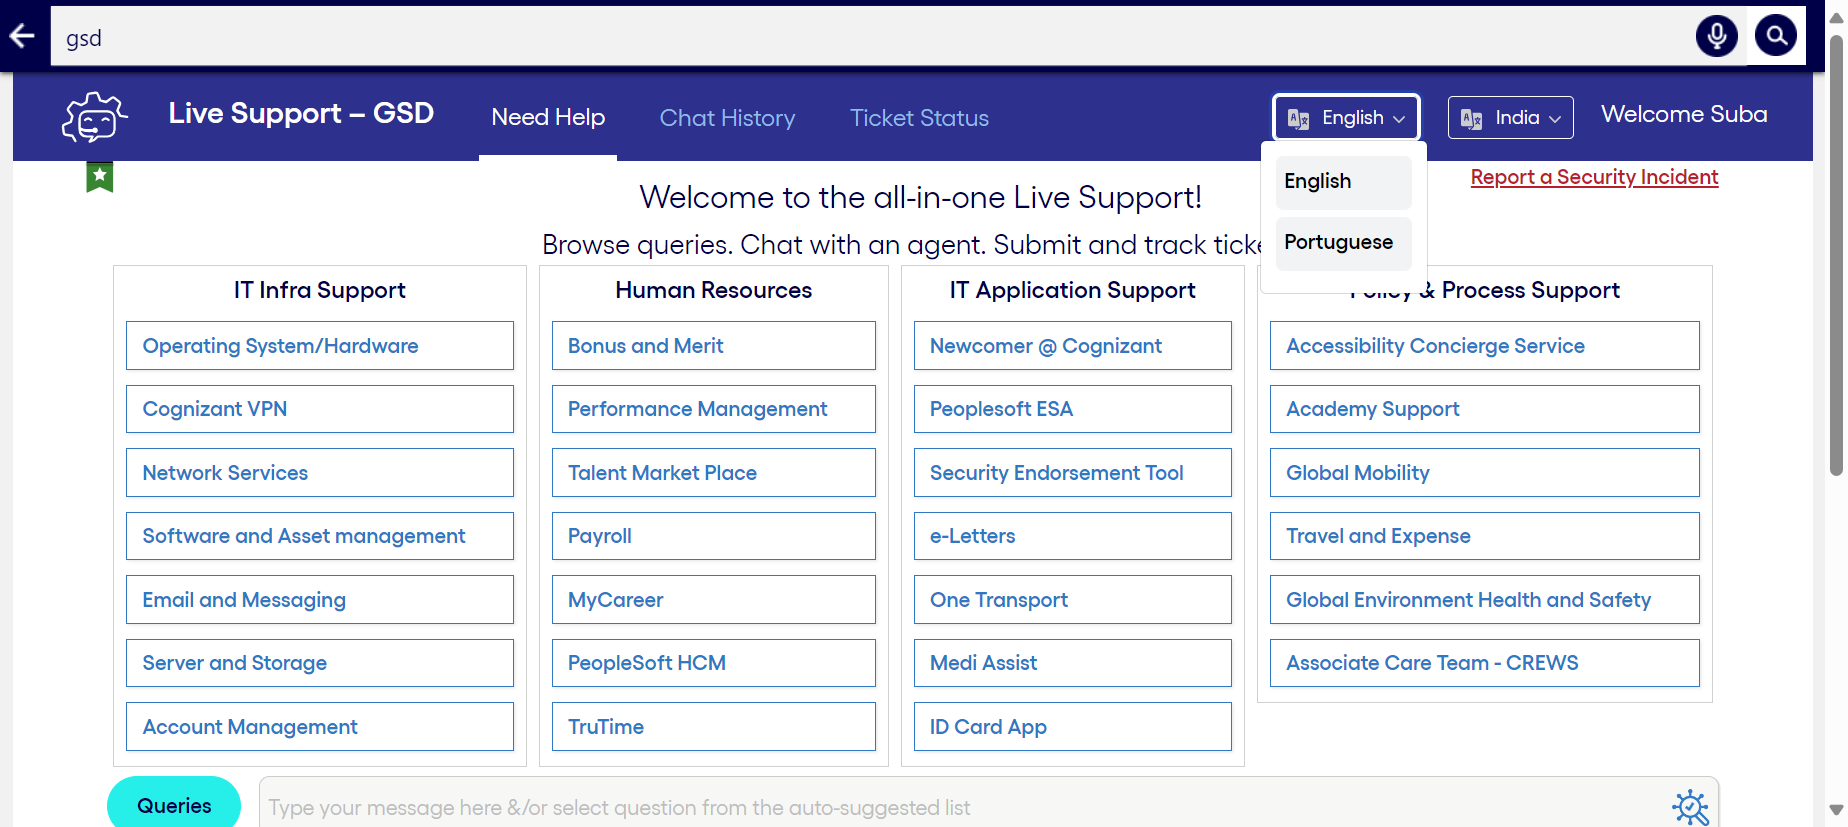 gsd
Live Support – GSD
Need Help
Chat History
Ticket Status
English
India
Welcome Suba
English
Portuguese
Report a Security Incident
Welcome to the all-in-one Live Support!
Browse queries. Chat with an agent. Submit and track
IT Infra Support
Operating System/Hardware
Cognizant VPN
Network Services
Software and Asset management
Email and Messaging
Server and Storage
Account Management
Human Resources
Bonus and Merit
Performance Management
Talent Market Place
Payroll
MyCareer
PeopleSoft HCM
TruTime
IT Application Support
Newcomer @ Cognizant
Peoplesoft ESA
Security Endorsement Tool
e-Letters
One Transport
Medi Assist
ID Card App
Policy & Process Support
Accessibility Concierge Service
Academy Support
Global Mobility
Travel and Expense
Global Environment Health and Safety
Associate Care Team - CREWS
Queries
Type your message here &/or select question from the auto-suggested list